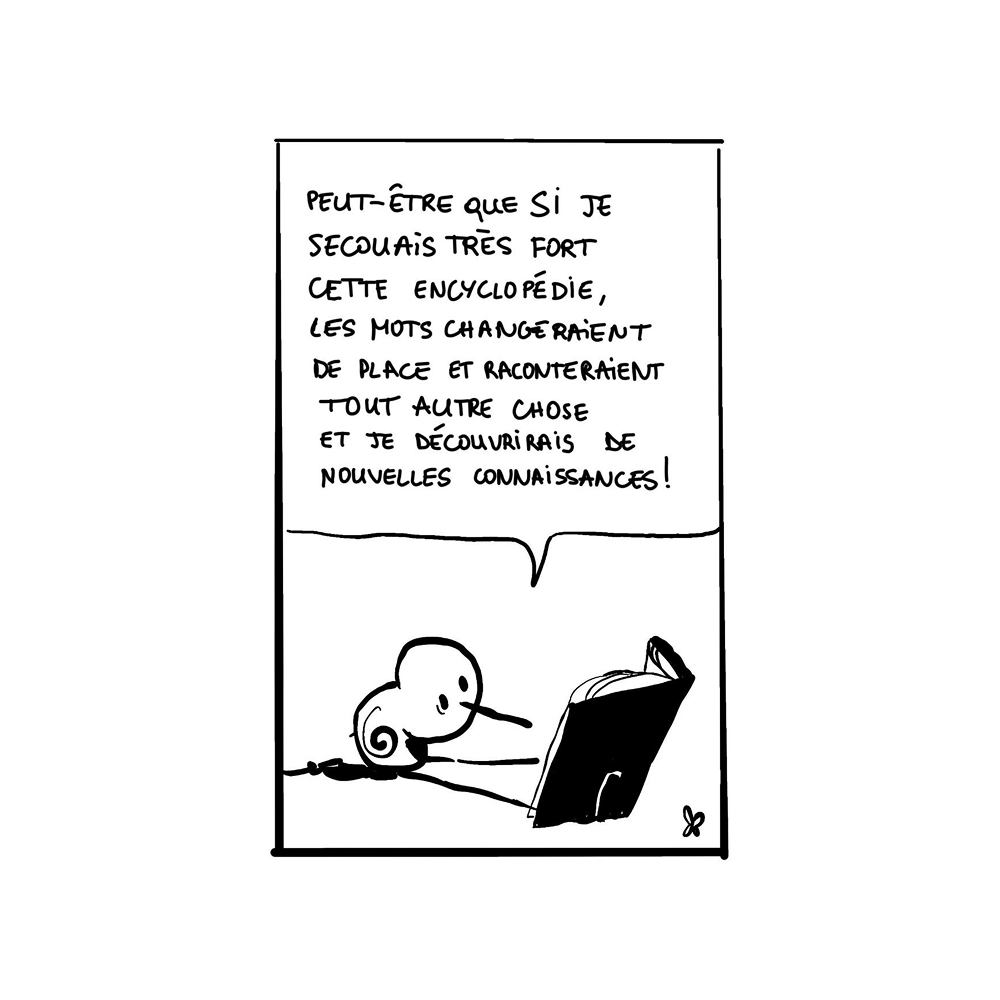 PEUT-ÊTRE QUE SI JE
SECOUAIS TRÈS FORT
CETTE ENCYCLOPÉDIE,
LES MOTS CHANGERAIENT
DE PLACE ET RACONTERAIENT
TOUT AUTRE CHOSE
ET JE DÉCOUVRIRAIS DE
NOUVELLES CONNAISSANCES!